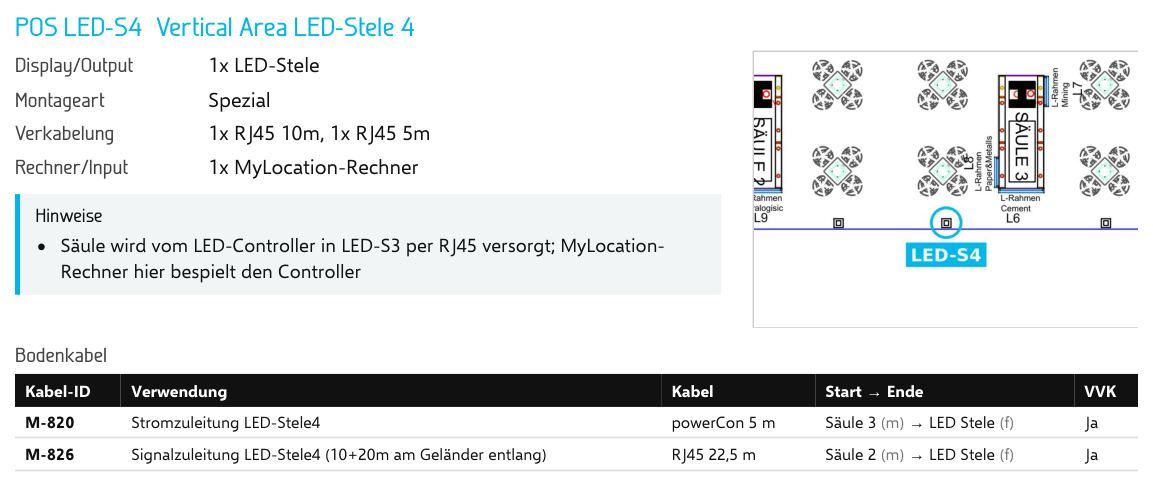 POS LED-S4 Vertical Area LED-Stele 4
Display/Output 1x LED-Stele
Montageart Spezial
Verkabelung 1x RJ45 10m, 1x RJ45 5m
Rechner/Input 1x MyLocation-Rechner
Hinweise
• Säule wird vom LED-Controller in LED-S3 per RJ45 versorgt; MyLocation-
Rechner hier bespielt den Controller
L-Rahmen
Mining
L7
SÄULE 3
SÄULE 2
L8
L-Rahmen
Paper&Metalls
ahmen
alogisic
L9
L-Rahmen
Cement
L6
LED-S4
Bodenkabel
Kabel-ID Verwendung Kabel Start → Ende VVK
M-820 Stromzuleitung LED-Stele4 powerCon 5 m Säule 3 (m) → LED Stele (f) Ja
M-826 Signalzuleitung LED-Stele4 (10+20m am Geländer entlang) RJ45 22,5 m Säule 2 (m) → LED Stele (f) Ja